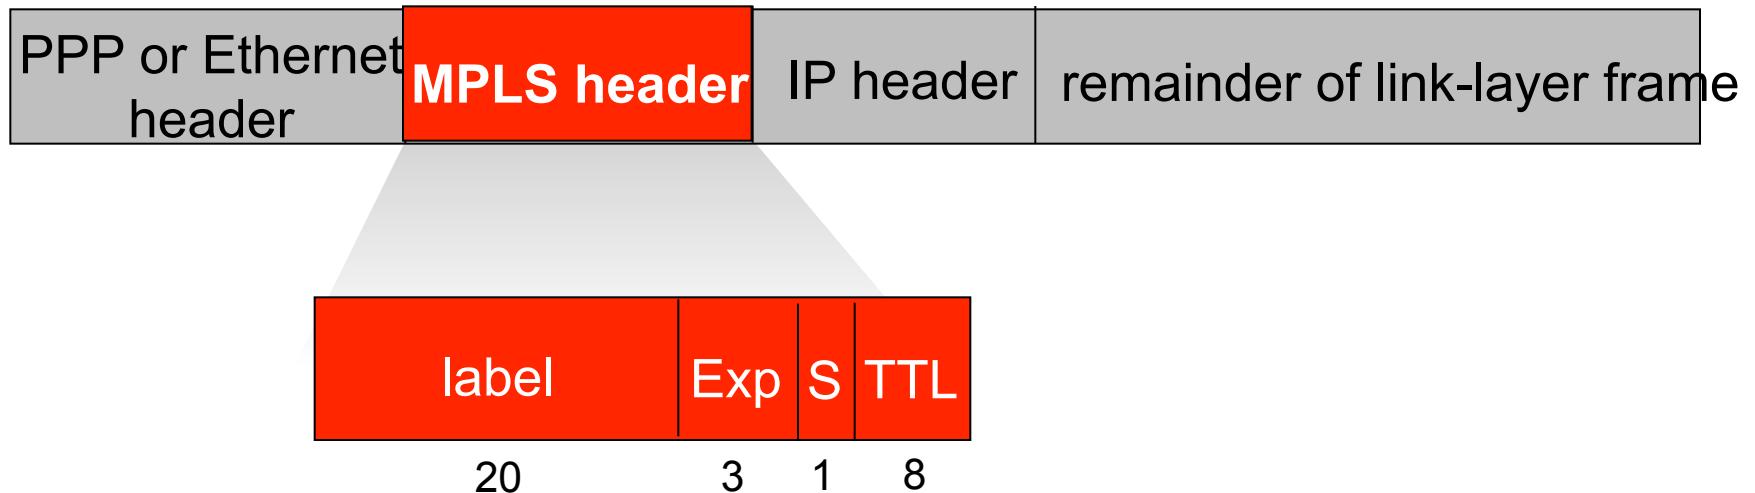 PPP or Ethernet
header
MPLS header
IP header
remainder of link-layer frame
label
Exp
S
TTL
20
3
1
8